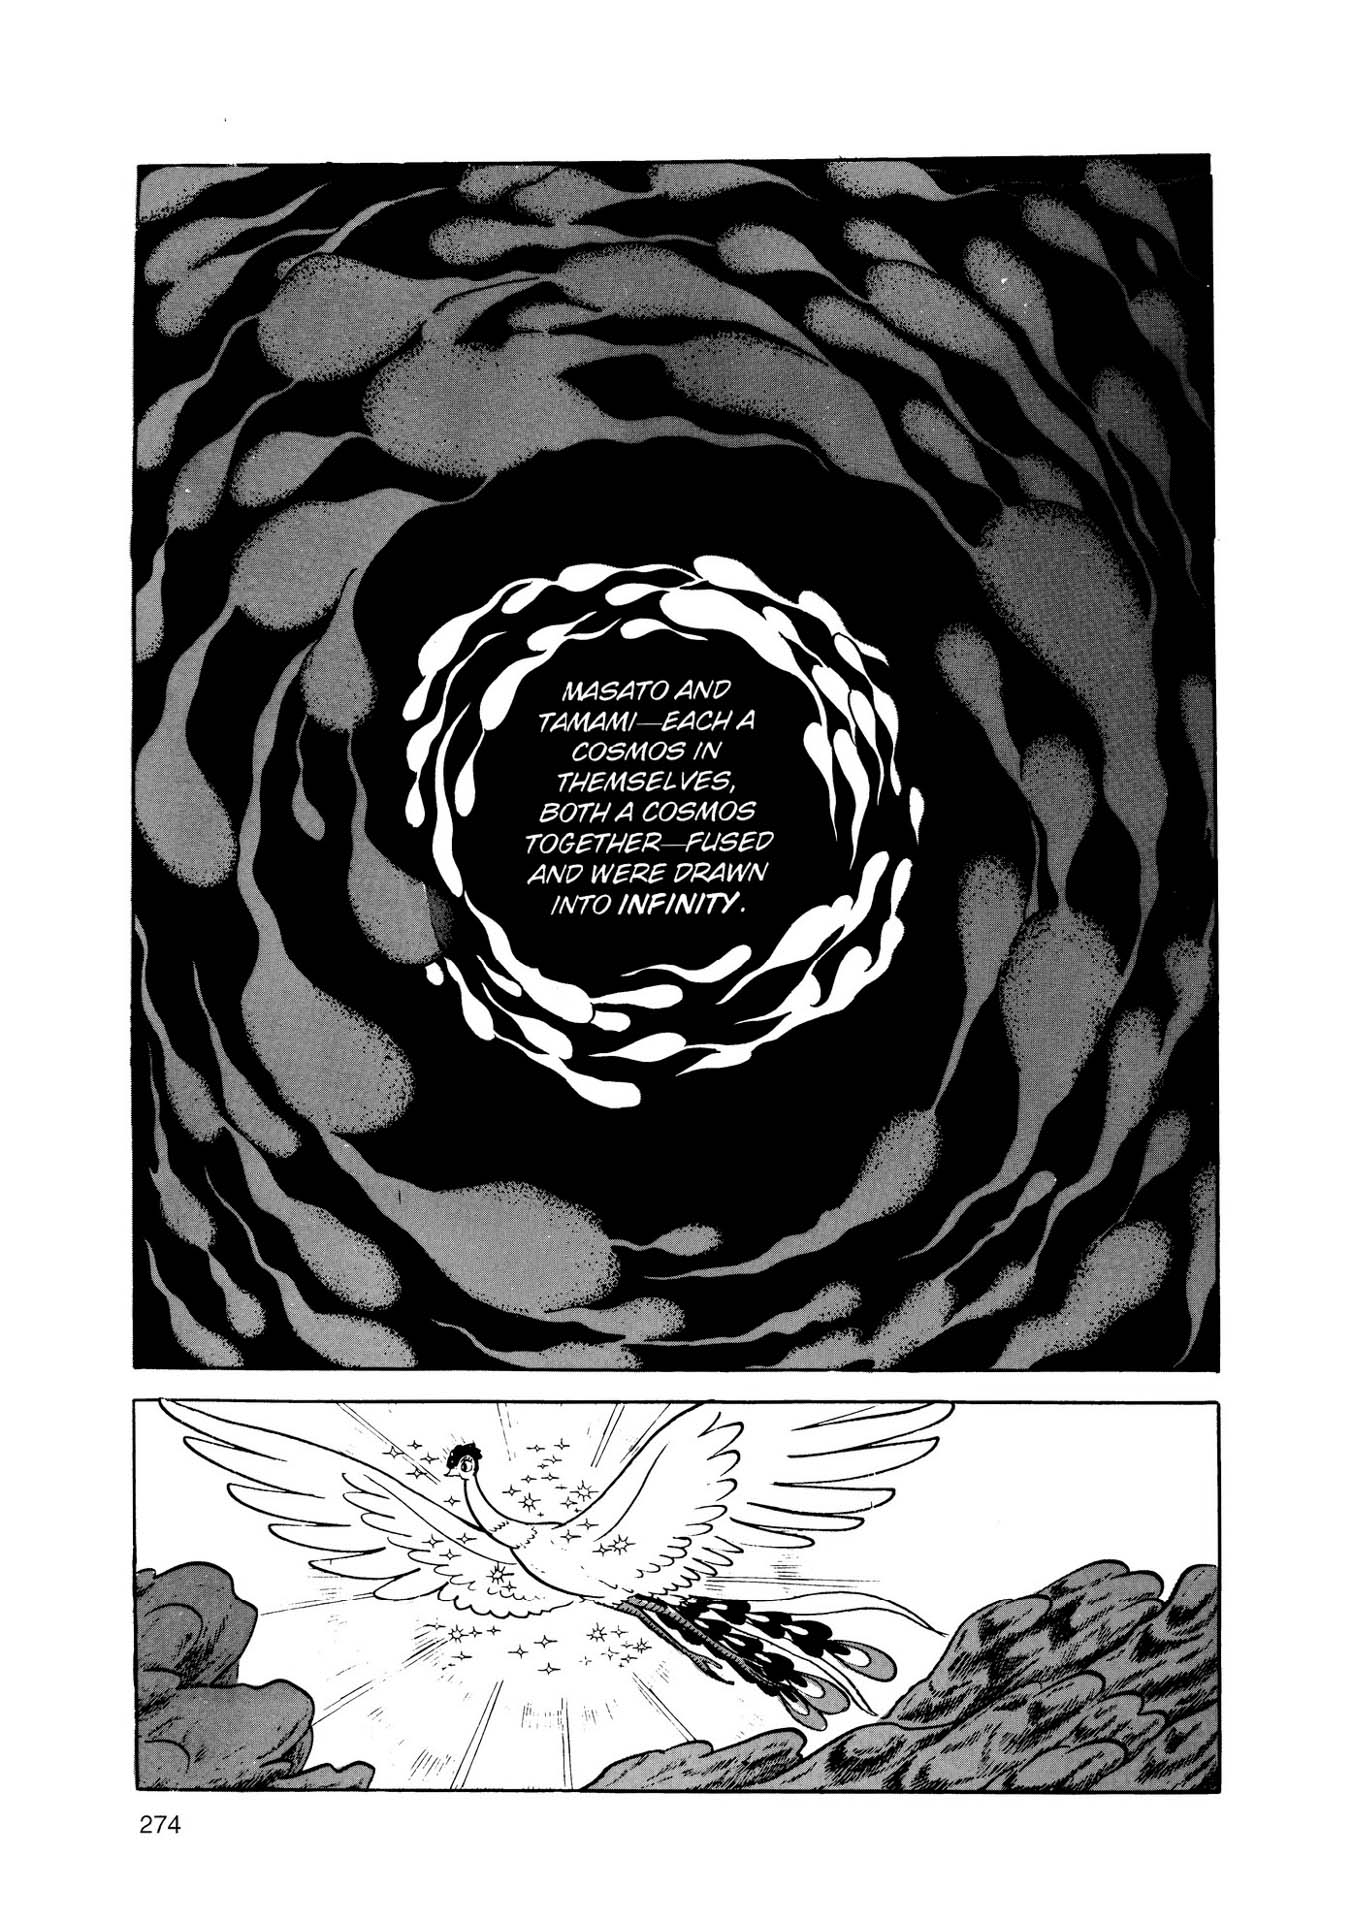 MASATO AND
TAMAMI—EACH A
COSMOS IN
THEMSELVES,
BOTH A COSMOS
TOGETHER—FUSED
AND WERE DRAWN
INTO INFINITY.
274